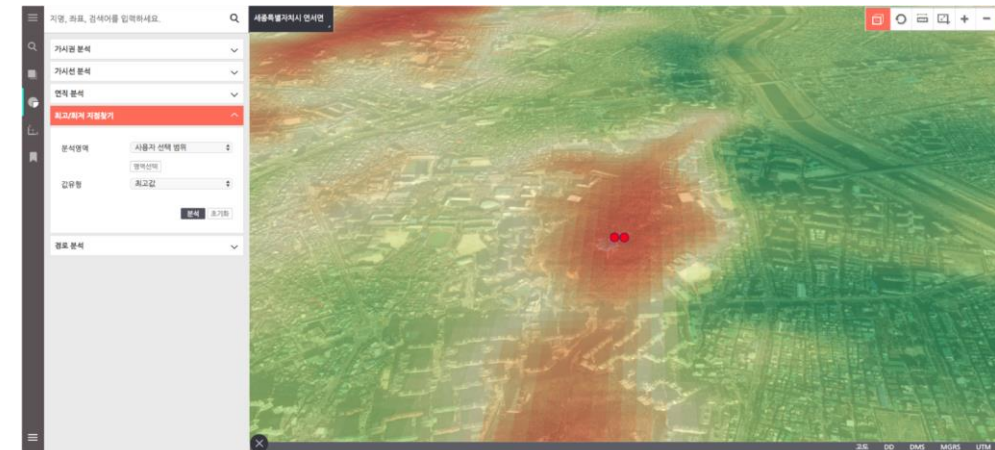 지명, 좌표, 검색어를 입력하세요.
세종특별자치시 연서면
가시권 분석
가시선 분석
연직 분석
최고/최저 지점찾기
분석영역
사용자 선택 범위
영역선택
값유형
최고값
분석
초기화
경로 분석
고도 DD DMS MGRS UTM